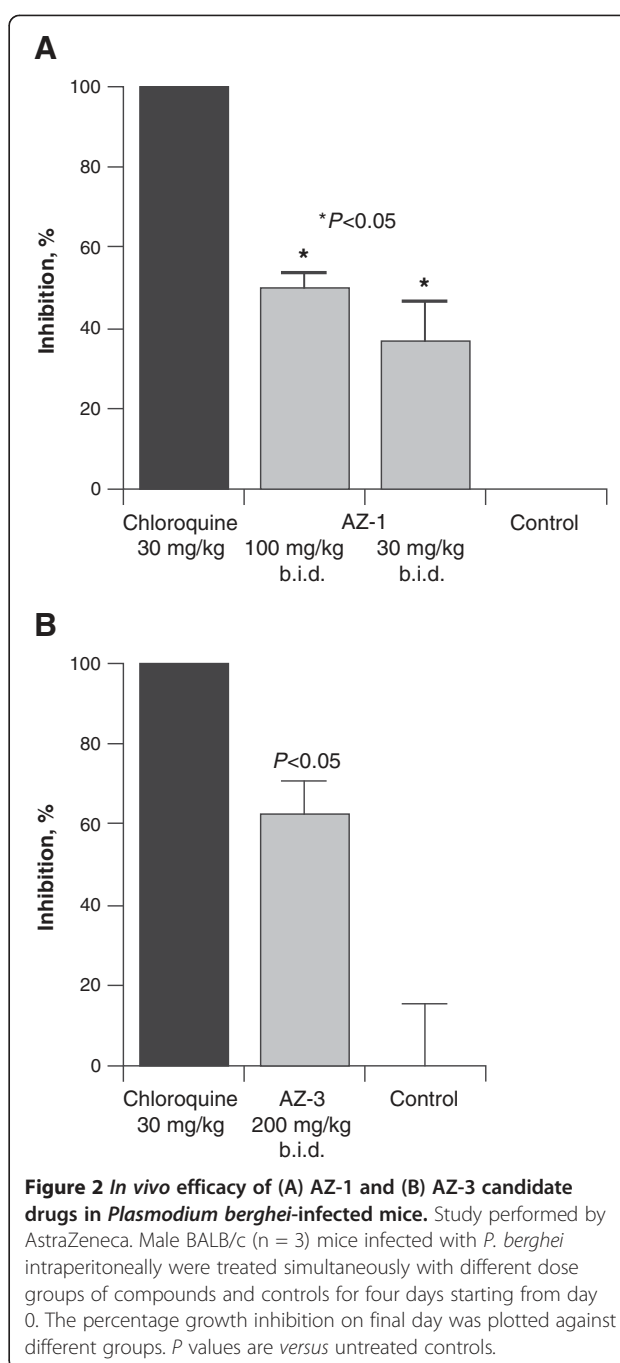 A
100
80
60
40
20
0
Inhibition, %
*P<0.05
*
*
Chloroquine
30 mg/kg
AZ-1
100 mg/kg
b.i.d.
30 mg/kg
b.i.d.
Control
B
100
80
60
40
20
0
Inhibition, %
P<0.05
Chloroquine
30 mg/kg
AZ-3
200 mg/kg
b.i.d.
Control
Figure 2 In vivo efficacy of (A) AZ-1 and (B) AZ-3 candidate
drugs in Plasmodium berghei-infected mice. Study performed by
AstraZeneca. Male BALB/c (n = 3) mice infected with P. berghei
intraperitoneally were treated simultaneously with different dose
groups of compounds and controls for four days starting from day
0. The percentage growth inhibition on final day was plotted against
different groups. P values are versus untreated controls.